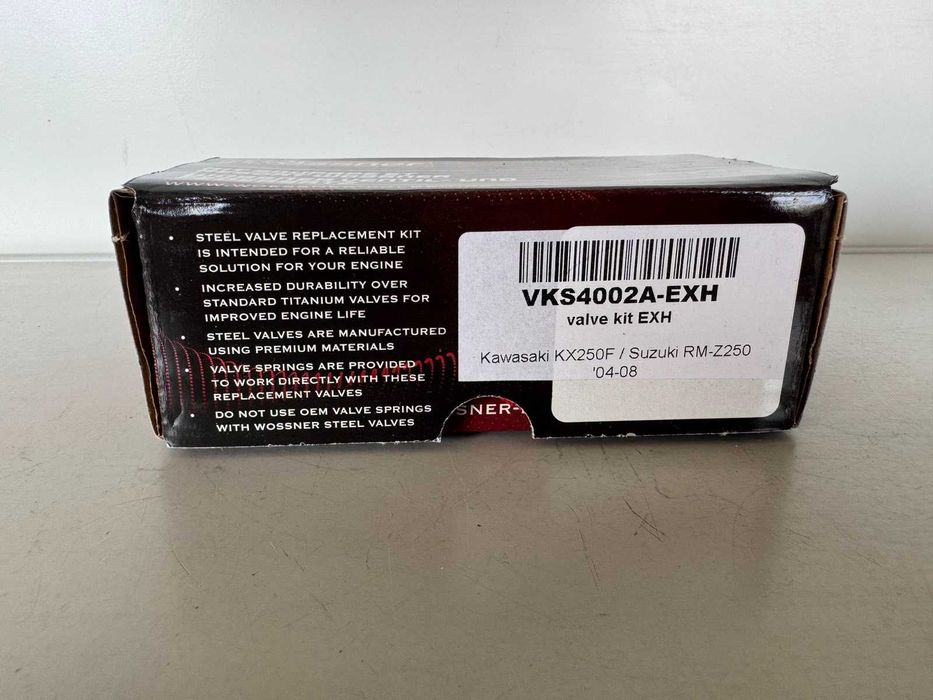 • STEEL VALVE REPLACEMENT KIT
IS INTENDED FOR A RELIABLE
SOLUTION FOR YOUR ENGINE
• INCREASED DURABILITY OVER
STANDARD TITANIUM VALVES FOR
IMPROVED ENGINE LIFE
• STEEL VALVES ARE MANUFACTURED
USING PREMIUM MATERIALS
• VALVE SPRINGS ARE PROVIDED
TO WORK DIRECTLY WITH THESE
REPLACEMENT VALVES
• DO NOT USE OEM VALVE SPRINGS
WITH WOSSNER STEEL VALVES
VKS4002A-EXH
valve kit EXH
Kawasaki KX250F / Suzuki RM-Z250
'04-08
SNER-